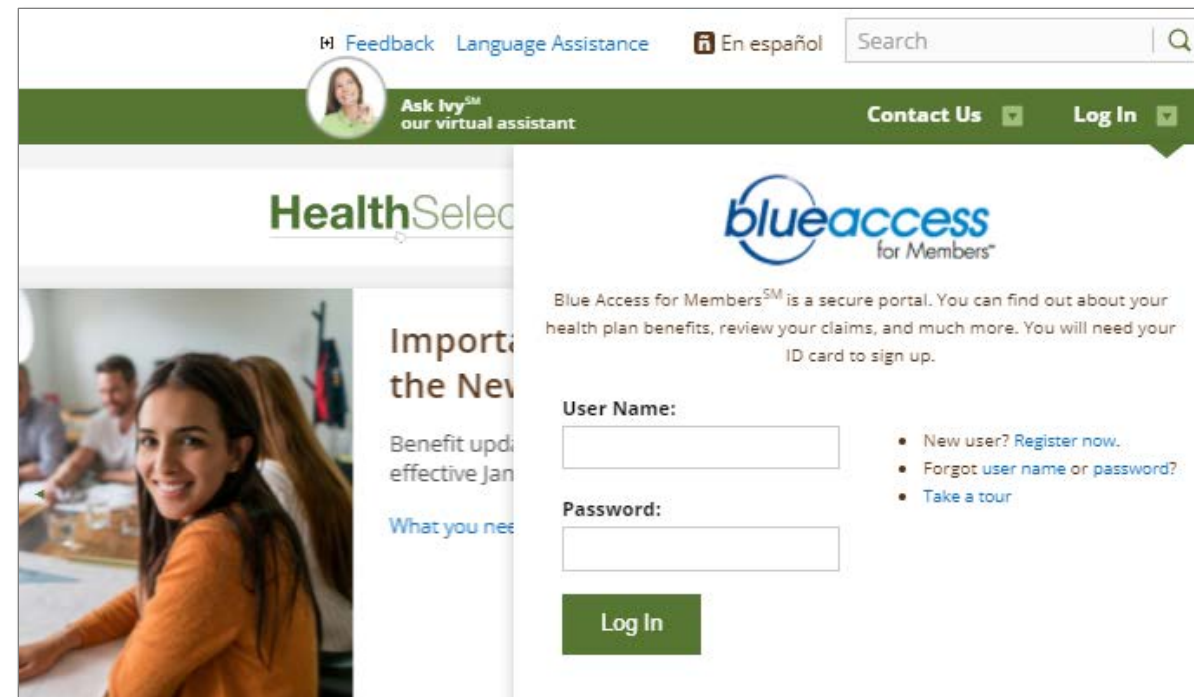 [+] Feedback Language Assistance ñ En español Search
Ask Ivy℠
our virtual assistant
Contact Us Log In
HealthSelec
blueaccess
for Members℠
Blue Access for Members℠ is a secure portal. You can find out about your
health plan benefits, review your claims, and much more. You will need your
ID card to sign up.
Importa
the Nev
Benefit upda
effective Jan
What you nee
User Name:
Password:
Log In
• New user? Register now.
• Forgot user name or password?
• Take a tour